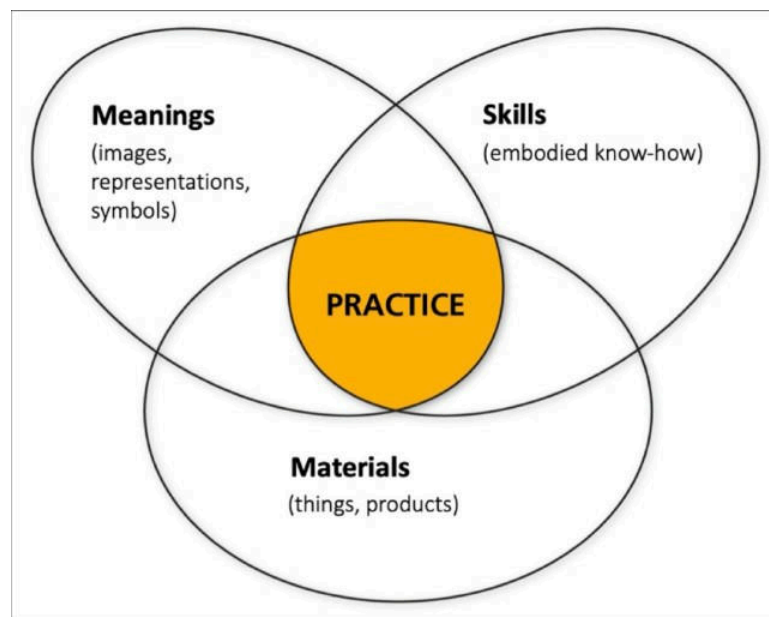 Meanings
(images,
representations,
symbols)
Skills
(embodied know-how)
PRACTICE
Materials
(things, products)